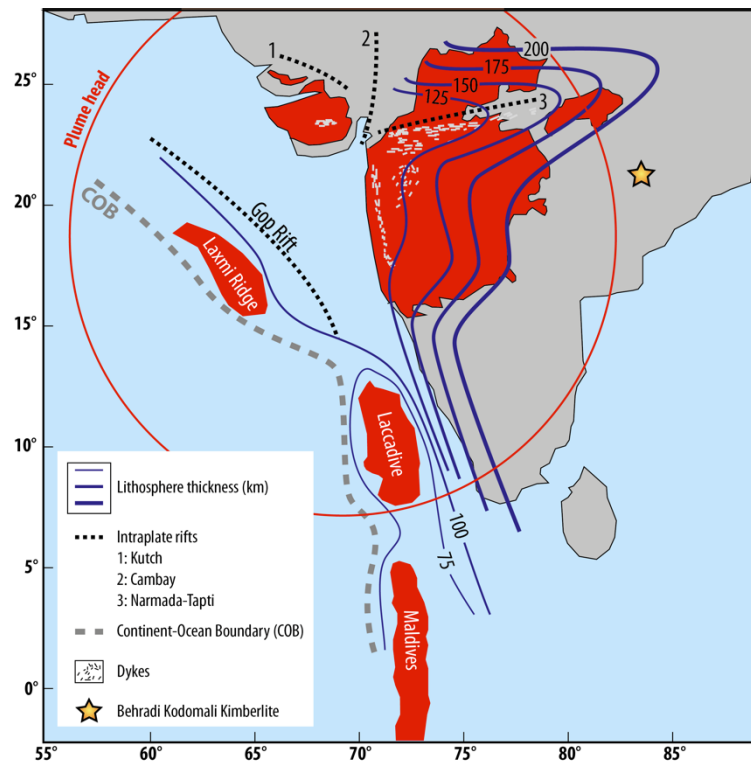 2
1
200
175
150
125
3
25°
Plume head
20°
COB
Gop Rift
Laxmi Ridge
15°
10°
Laccadive
Lithosphere thickness (km)
100
75
5°
Intraplate rifts
1: Kutch
2: Cambay
3: Narmada-Tapti
Continent-Ocean Boundary (COB)
Maldives
Dykes
0°
Behradi Kodomali Kimberlite
55° 60° 65° 70° 75° 80° 85°